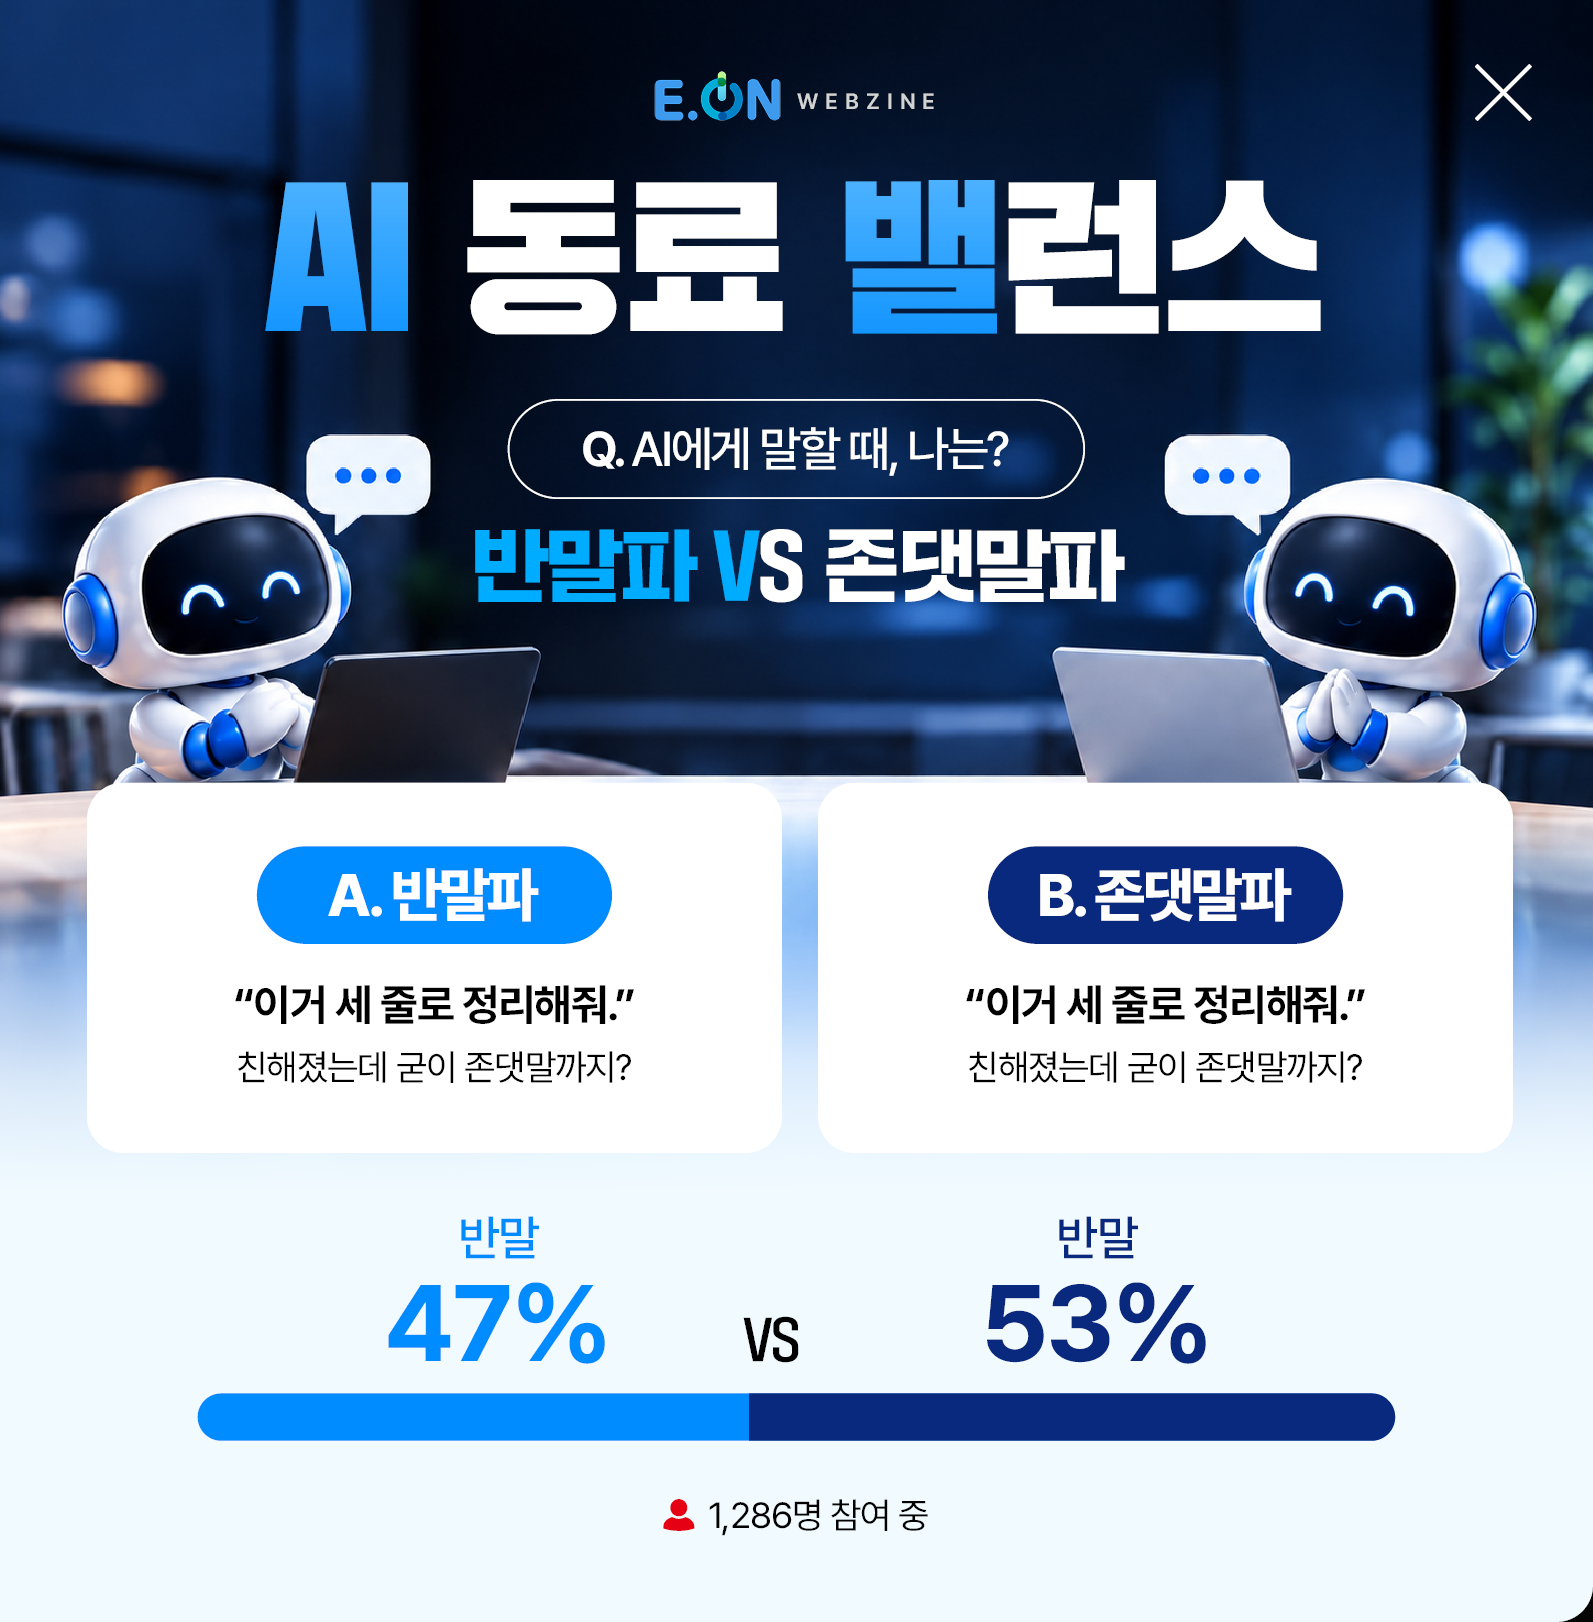 E.ON WEBZINE
AI 동료 밸런스
Q. AI에게 말할 때, 나는?
반말파 VS 존댓말파
A. 반말파
“이거 세 줄로 정리해줘.”
친해졌는데 굳이 존댓말까지?
B. 존댓말파
“이거 세 줄로 정리해줘.”
친해졌는데 굳이 존댓말까지?
반말
47%
VS
반말
53%
1,286명 참여 중